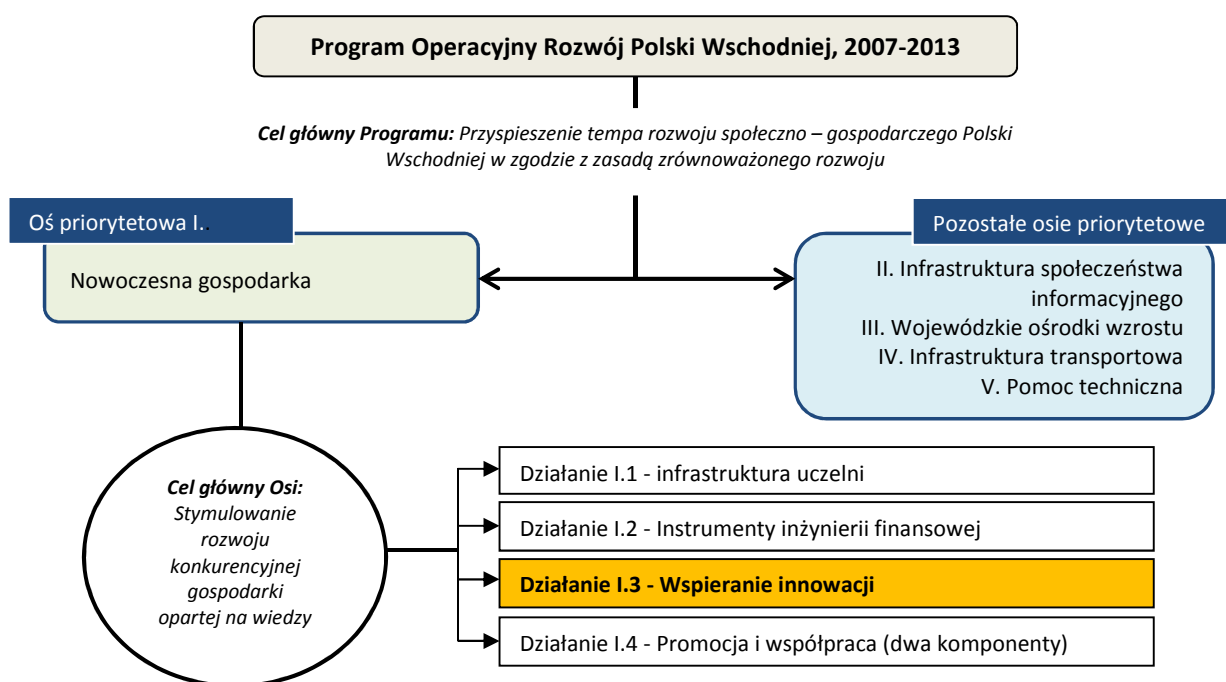 Program Operacyjny Rozwój Polski Wschodniej, 2007-2013
Cel główny Programu: Przyspieszenie tempa rozwoju społeczno – gospodarczego Polski
Wschodniej w zgodzie z zasadą zrównoważonego rozwoju
Oś priorytetowa I..
Nowoczesna gospodarka
Pozostałe osie priorytetowe
II. Infrastruktura społeczeństwa
informacyjnego
III. Wojewódzkie ośrodki wzrostu
IV. Infrastruktura transportowa
V. Pomoc techniczna
Cel główny Osi:
Stymulowanie
rozwoju
konkurencyjnej
gospodarki
opartej na wiedzy
Działanie I.1 - infrastruktura uczelni
Działanie I.2 - Instrumenty inżynierii finansowej
Działanie I.3 - Wspieranie innowacji
Działanie I.4 - Promocja i współpraca (dwa komponenty)